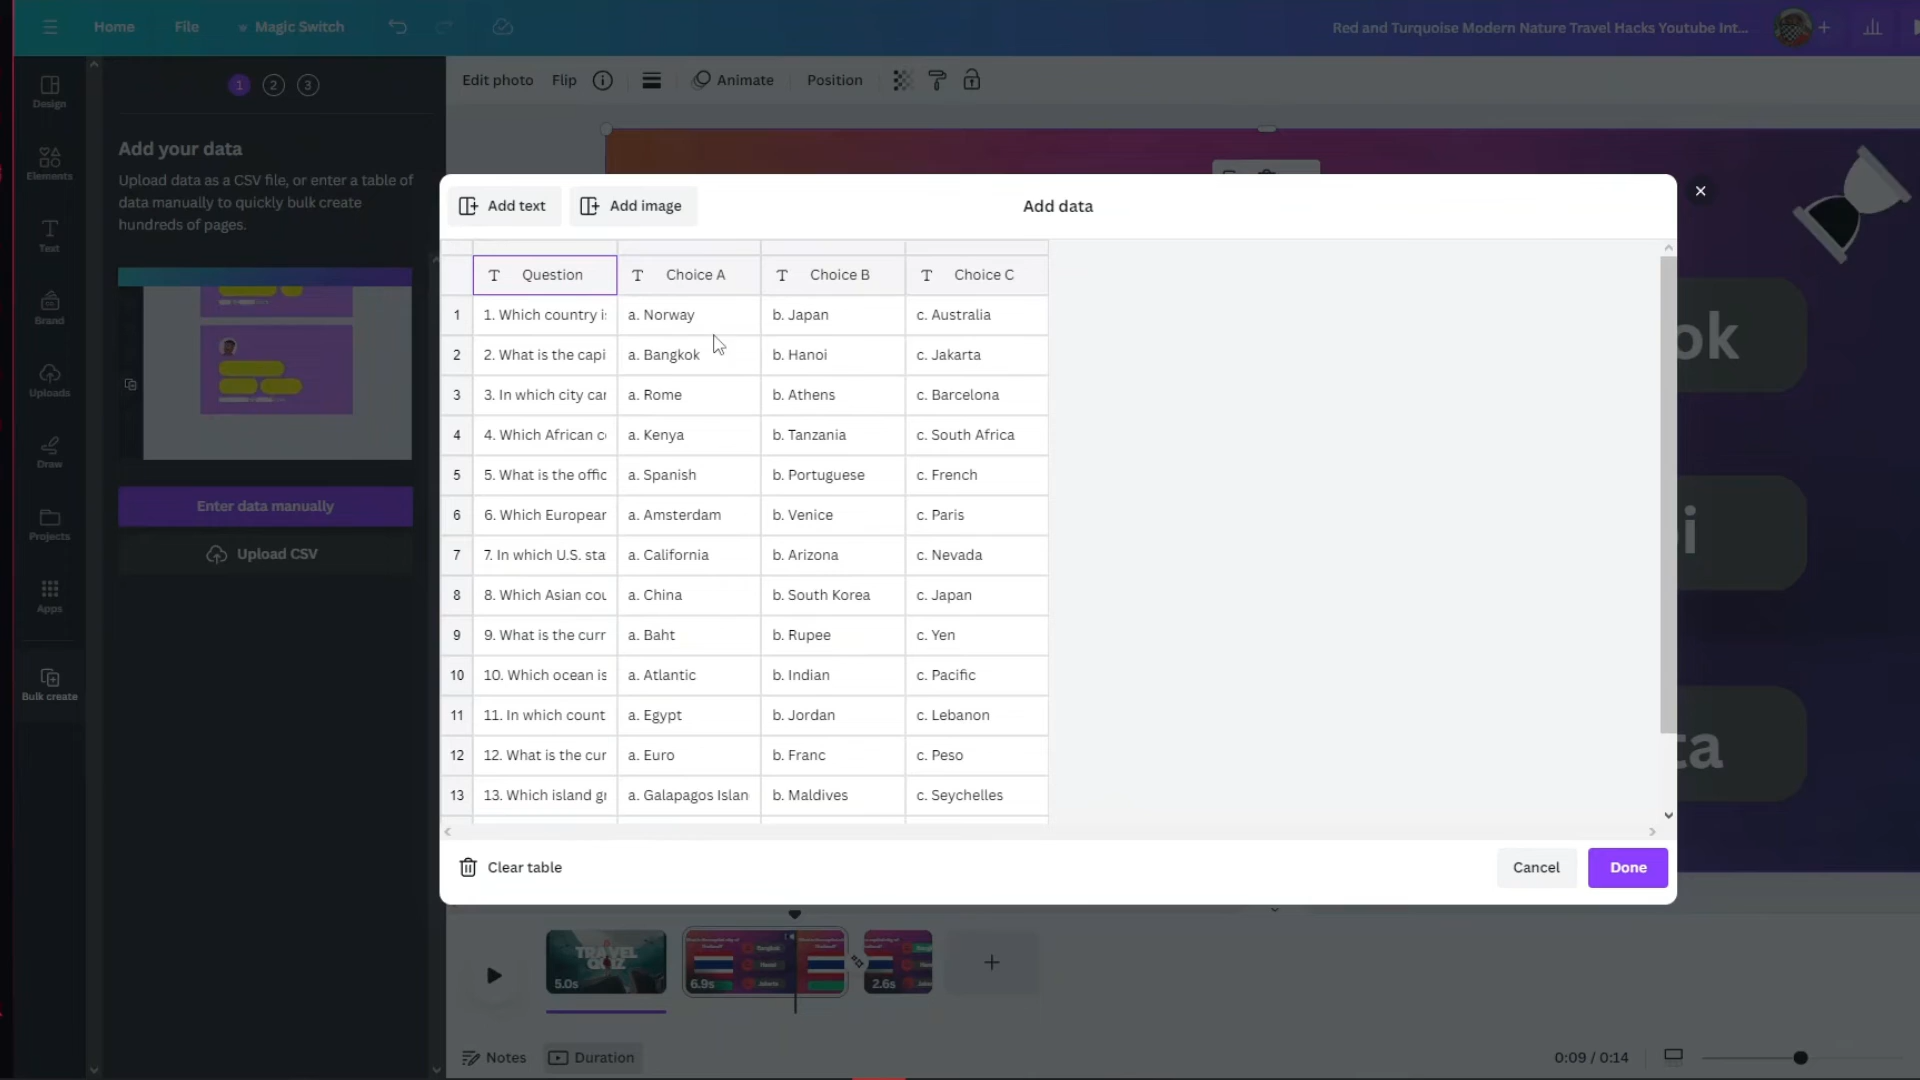 Home File Magic Switch Red and Turquoise Modern Nature Travel Hacks Youtube Int...
Design
Elements
Text
Brand
Uploads
Draw
Projects
Apps
Bulk create
1 2 3
Add your data
Upload data as a CSV file, or enter a table of
data manually to quickly bulk create
hundreds of pages.
Enter data manually
Upload CSV
Edit photo Flip Animate Position
Add text Add image Add data
Question Choice A Choice B Choice C
1 1. Which country is a. Norway b. Japan c. Australia
2 2. What is the capi a. Bangkok b. Hanoi c. Jakarta
3 3. In which city car a. Rome b. Athens c. Barcelona
4 4. Which African c a. Kenya b. Tanzania c. South Africa
5 5. What is the offic a. Spanish b. Portuguese c. French
6 6. Which European a. Amsterdam b. Venice c. Paris
7 7. In which U.S. sta a. California b. Arizona c. Nevada
8 8. Which Asian cou a. China b. South Korea c. Japan
9 9. What is the curr a. Baht b. Rupee c. Yen
10 10. Which ocean is a. Atlantic b. Indian c. Pacific
11 11. In which count a. Egypt b. Jordan c. Lebanon
12 12. What is the cur a. Euro b. Franc c. Peso
13 13. Which island gr a. Galapagos Islan b. Maldives c. Seychelles
Clear table Cancel Done
ok
i
ta
TRAVEL
QUIZ
5.0s 6.9s 2.6s
Notes Duration 0:09 / 0:14